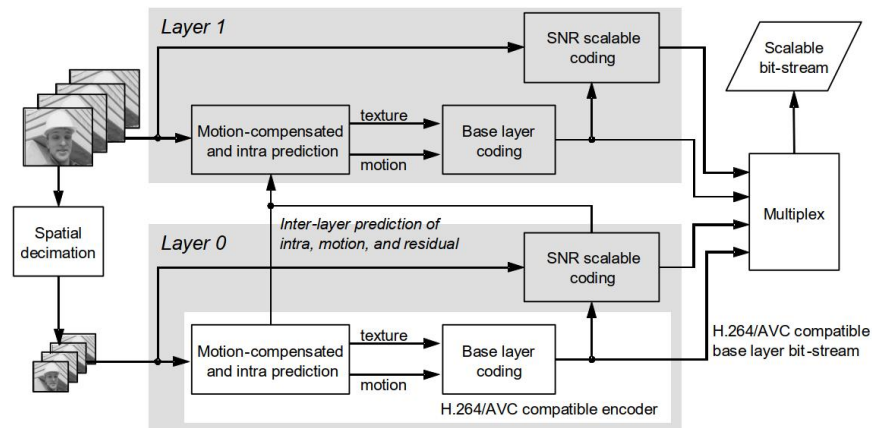 Layer 1
SNR scalable
coding
Scalable
bit-stream
texture
Motion-compensated
and intra prediction
Base layer
coding
motion
Multiplex
Spatial
decimation
Inter-layer prediction of
intra, motion, and residual
Layer 0
SNR scalable
coding
texture
Motion-compensated
and intra prediction
Base layer
coding
motion
H.264/AVC compatible
base layer bit-stream
H.264/AVC compatible encoder